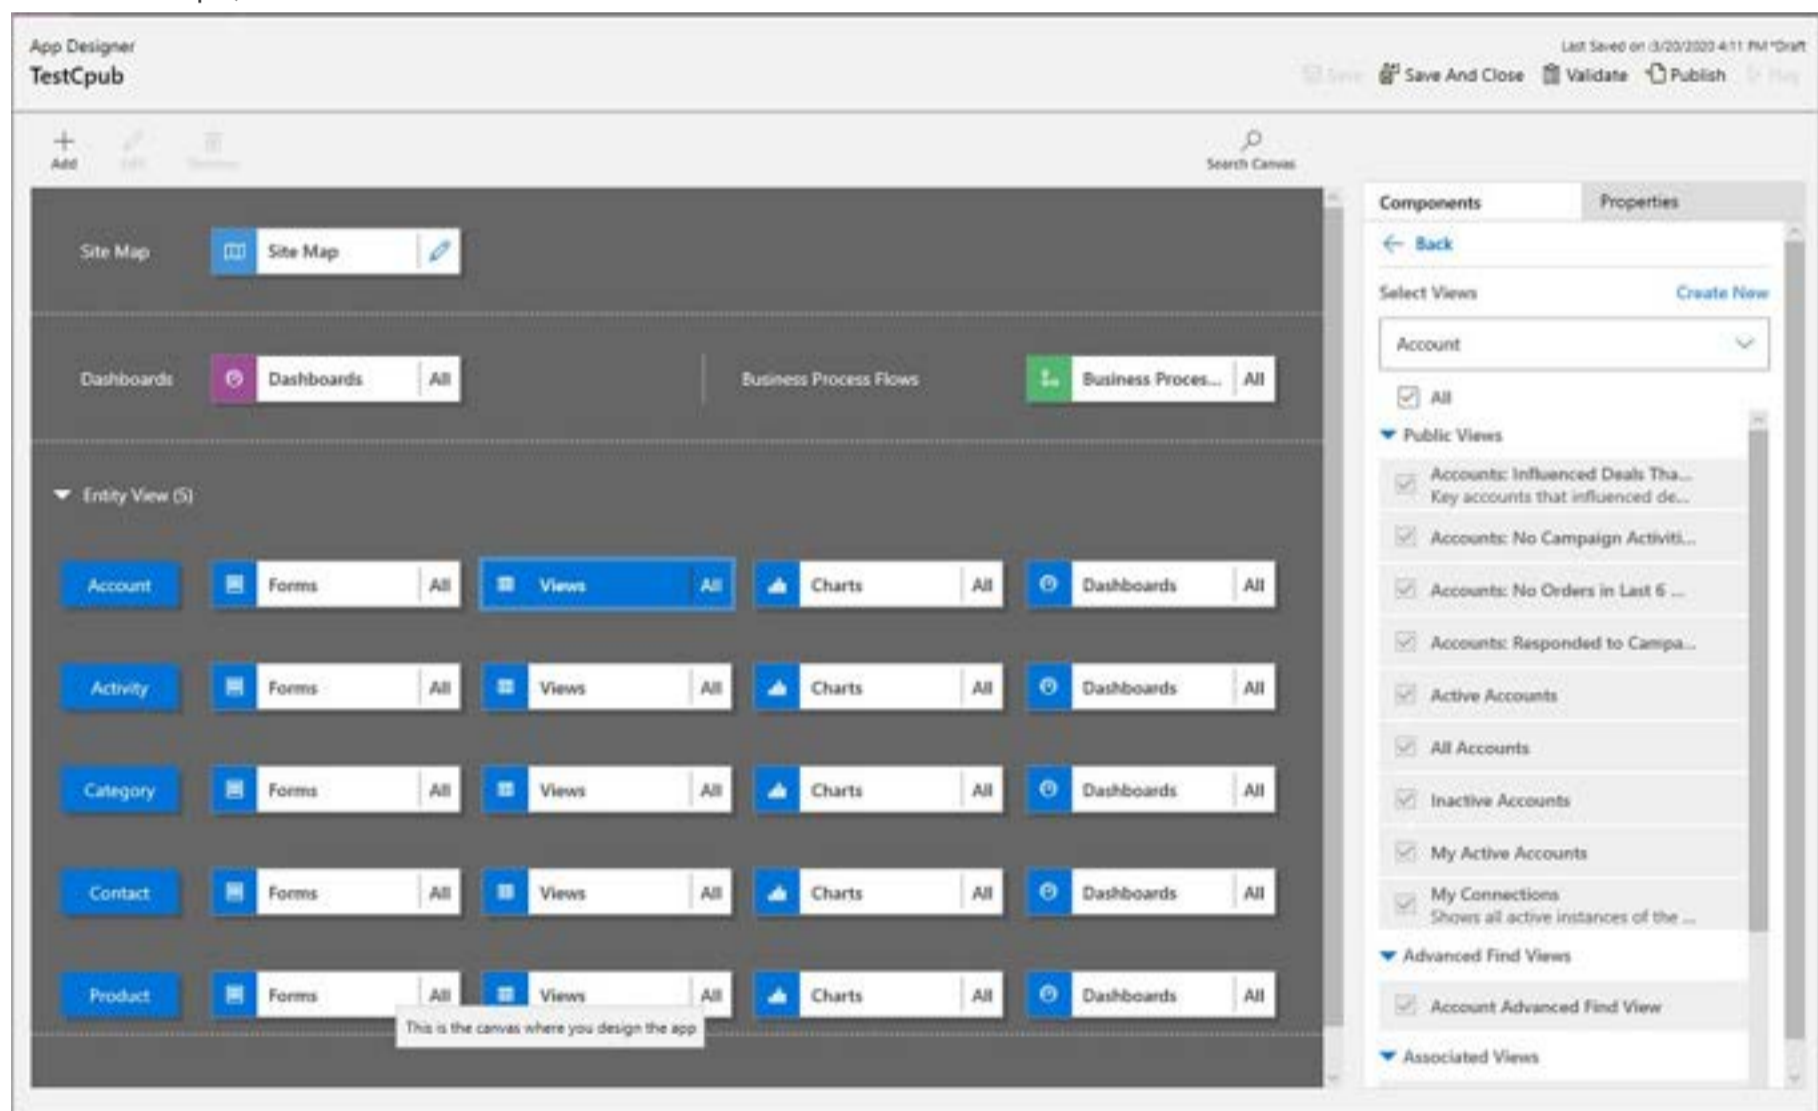 App Designer
TestCpub
Last Saved on :3/20/2020 4:11 PM *Draft
Save
Save And Close
Validate
Publish
Play
Add
Edit
Remove
Search Canvas
Site Map
Site Map
Dashboards
Dashboards
All
Business Process Flows
Business Proces...
All
Entity View (5)
Account
Forms
All
Views
All
Charts
All
Dashboards
All
Activity
Forms
All
Views
All
Charts
All
Dashboards
All
Category
Forms
All
Views
All
Charts
All
Dashboards
All
Contact
Forms
All
Views
All
Charts
All
Dashboards
All
Product
Forms
All
Views
All
Charts
All
Dashboards
All
This is the canvas where you design the app
Components
Properties
Back
Select Views
Create New
Account
All
Public Views
Accounts: Influenced Deals Tha...
Key accounts that influenced de...
Accounts: No Campaign Activiti...
Accounts: No Orders in Last 6 ...
Accounts: Responded to Campa...
Active Accounts
All Accounts
Inactive Accounts
My Active Accounts
My Connections
Shows all active instances of the ...
Advanced Find Views
Account Advanced Find View
Associated Views